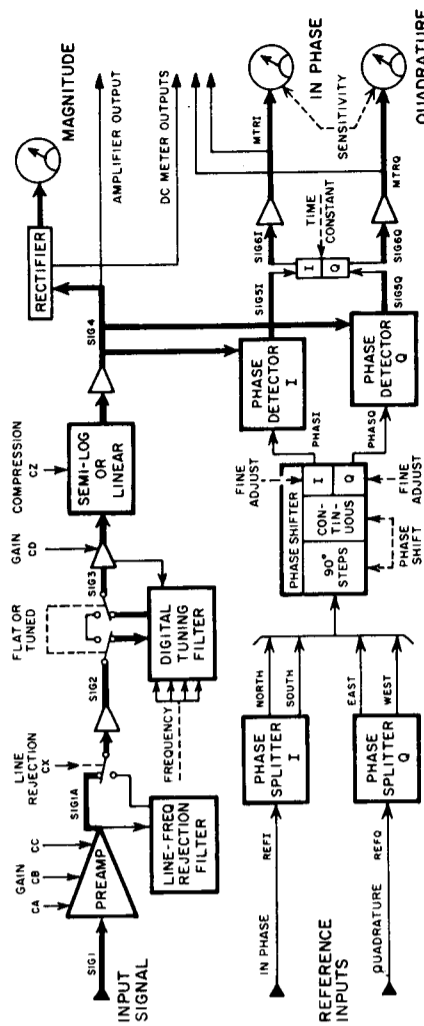 INPUT
SIGNAL
SIG1
GAIN
CA
CB
CC
PREAMP
SIG1A
LINE
REJECTION
CX
LINE-FREQ
REJECTION
FILTER
SIG2
FLAT OR
TUNED
FREQUENCY
DIGITAL
TUNING
FILTER
SIG3
GAIN
CD
COMPRESSION
CZ
SEMI-LOG
OR
LINEAR
SIG4
RECTIFIER
MAGNITUDE
AMPLIFIER OUTPUT
DC METER OUTPUTS
REFERENCE
INPUTS
IN PHASE
REFI
PHASE
SPLITTER
I
NORTH
SOUTH
QUADRATURE
REFQ
PHASE
SPLITTER
Q
EAST
WEST
PHASE SHIFTER
90°
STEPS
CON-
TIN-
UOUS
I
Q
FINE
ADJUST
FINE
ADJUST
PHASE
SHIFT
PHASI
PHASQ
PHASE
DETECTOR
I
PHASE
DETECTOR
Q
SIG5I
SIG5Q
I
Q
TIME
CONSTANT
SIG6I
SIG6Q
MTRI
MTRQ
SENSITIVITY
IN PHASE
QUADRATURE